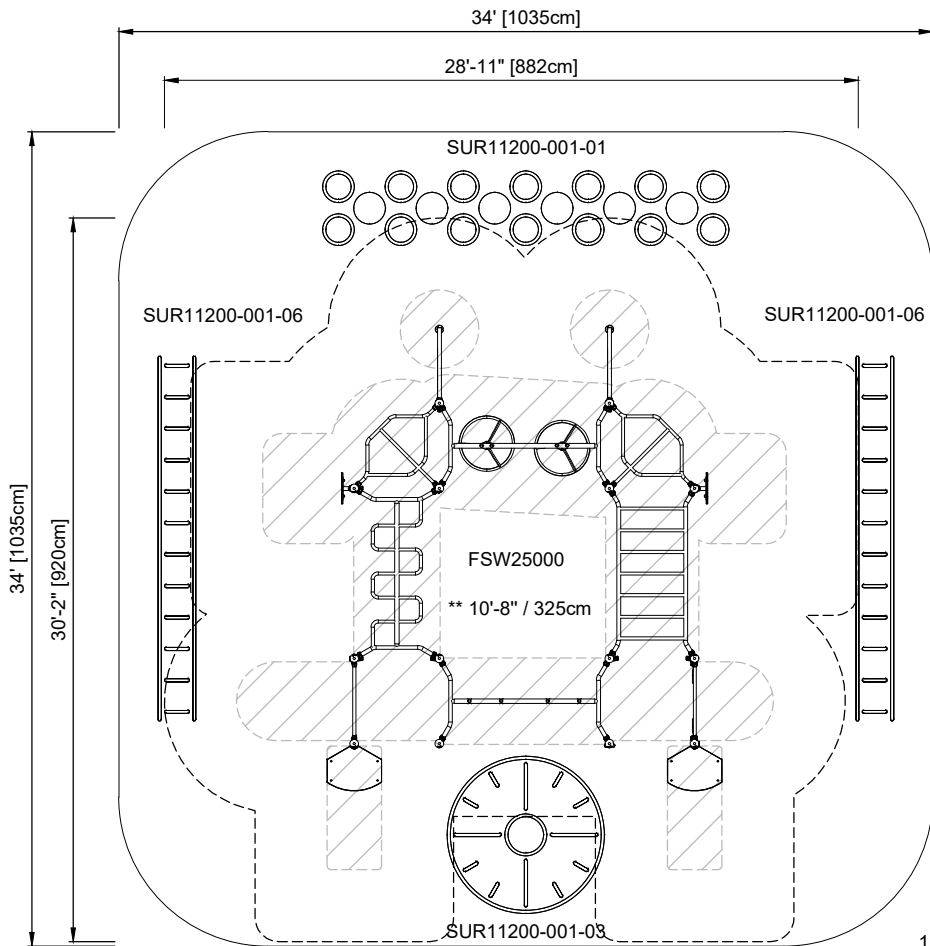 34' [1035cm]
28'-11" [882cm]
SUR11200-001-01
SUR11200-001-06
SUR11200-001-06
34' [1035cm]
30'-2" [920cm]
FSW25000
** 10'-8" / 325cm
SUR11200-001-03
1